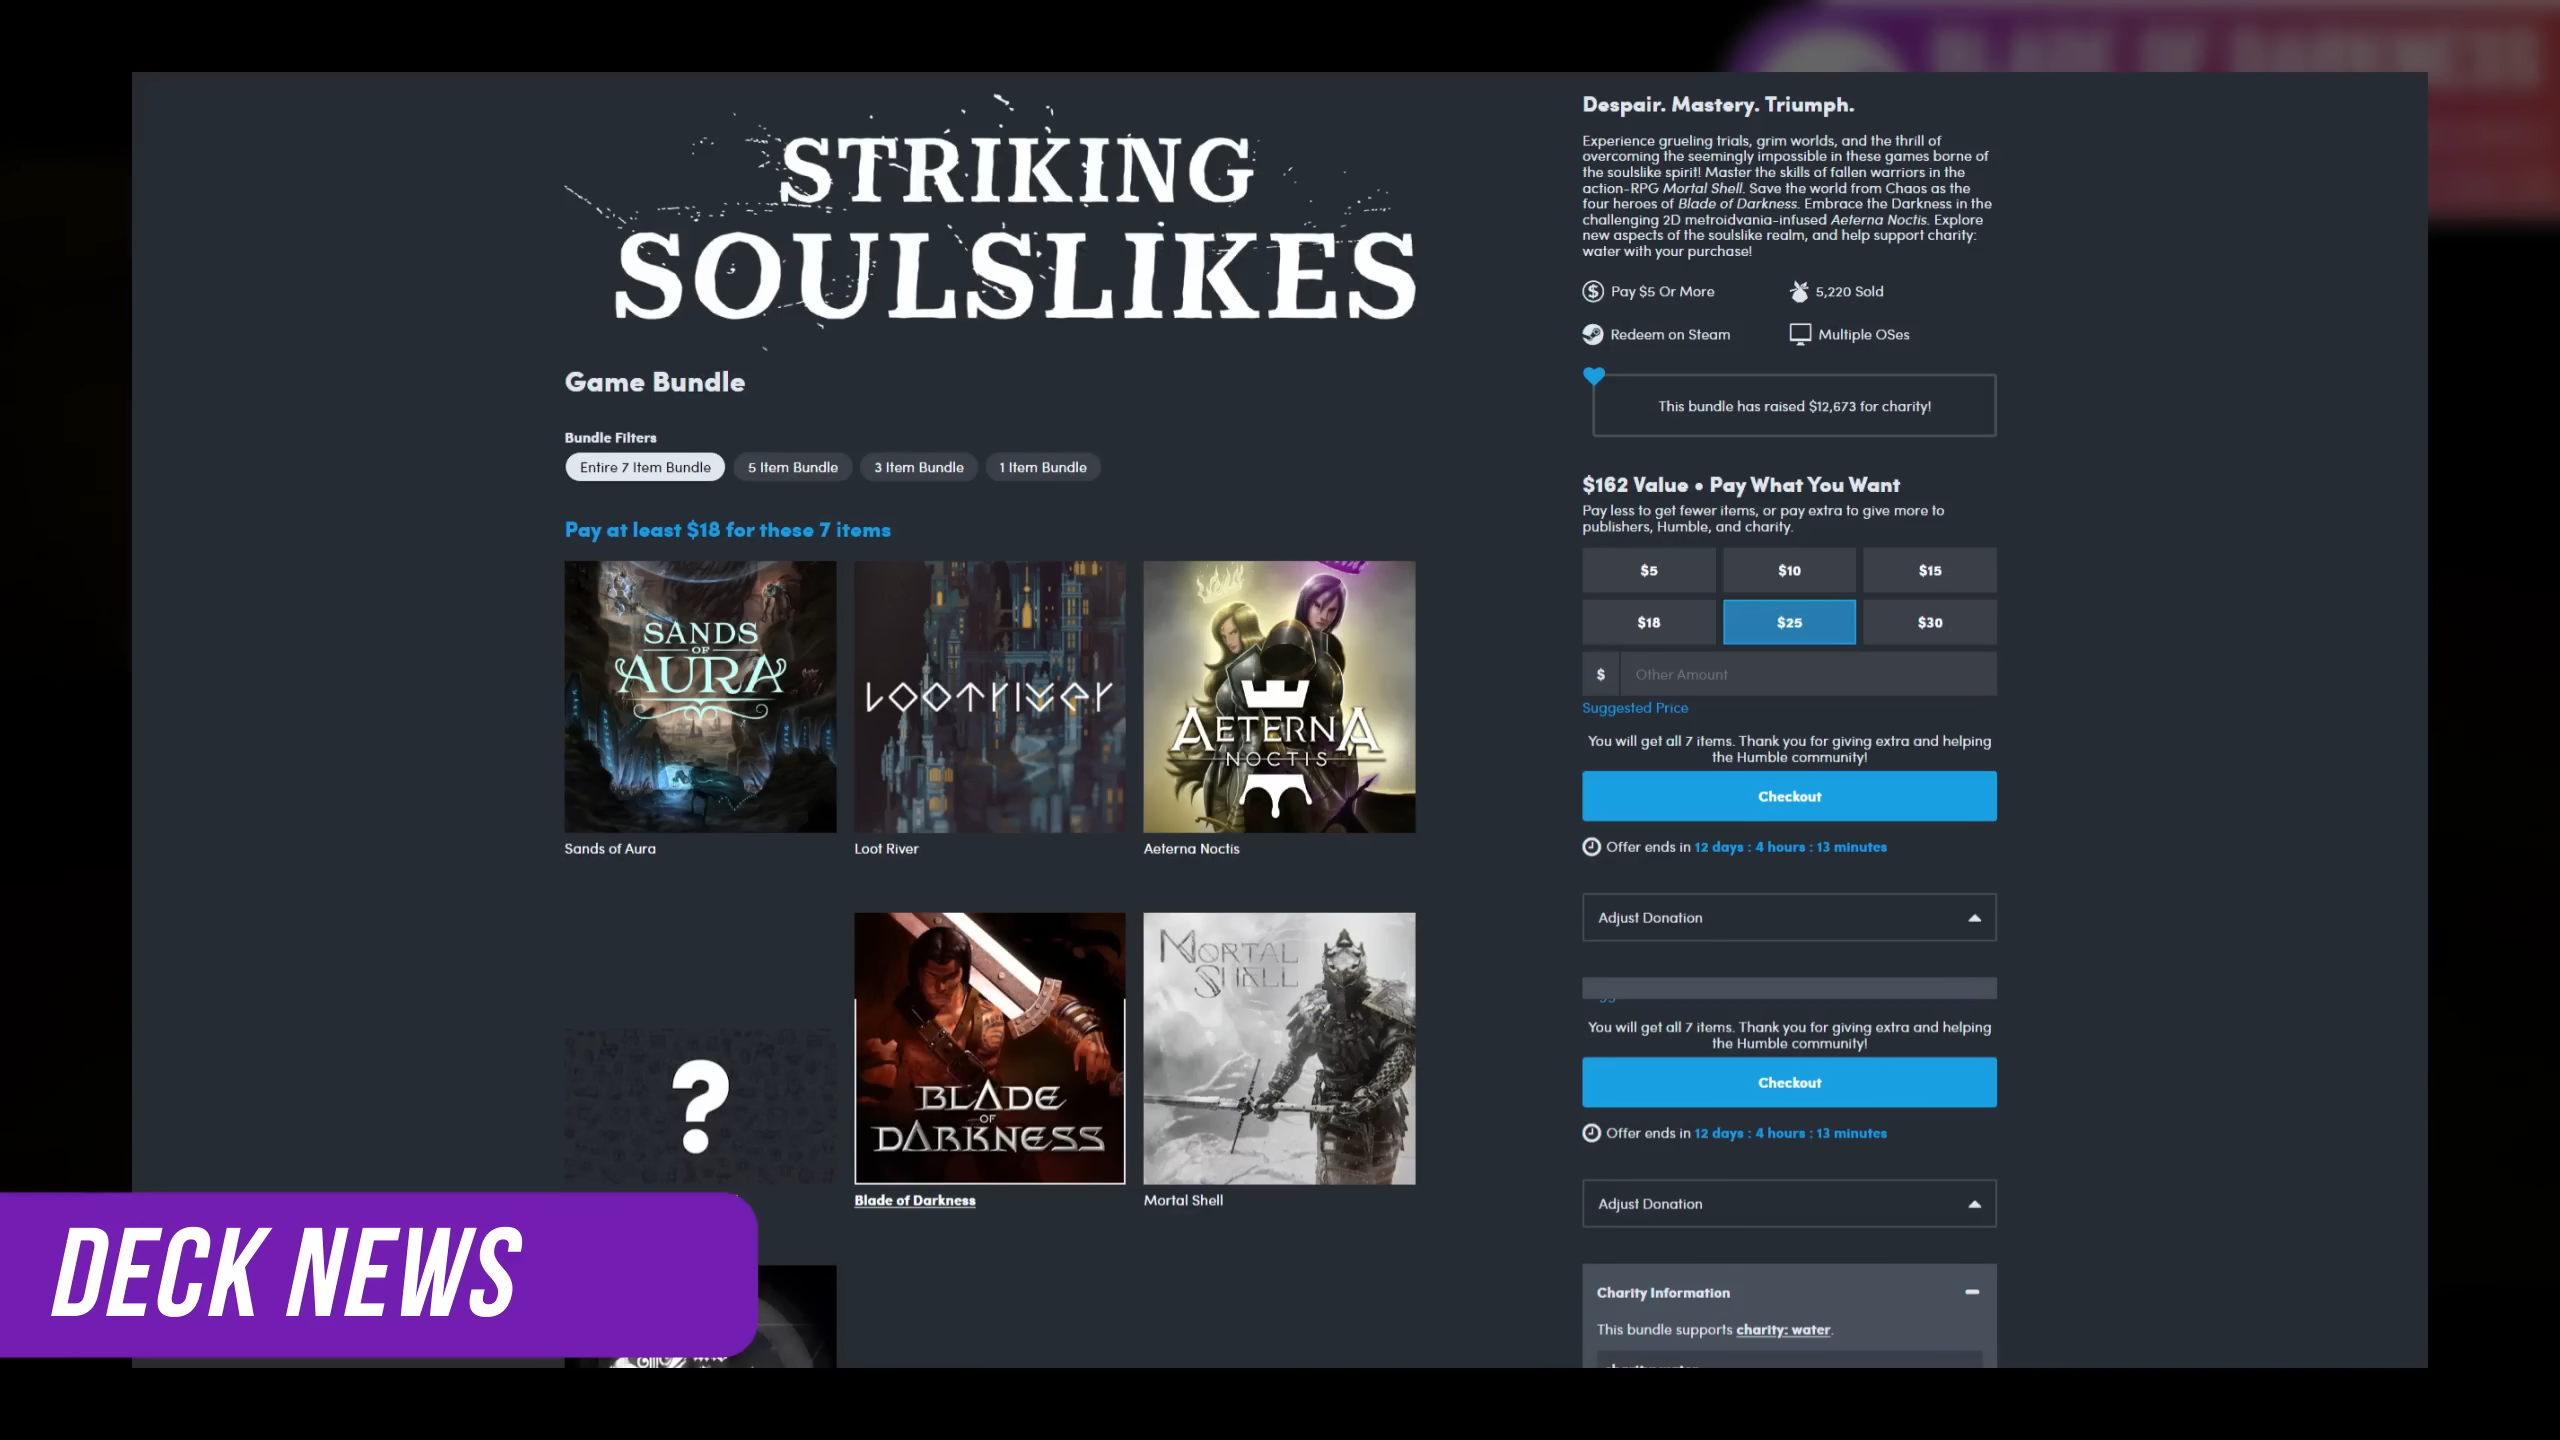 STRIKING
SOULSLIKES
Game Bundle
Bundle Filters
Entire 7 Item Bundle
5 Item Bundle
3 Item Bundle
1 Item Bundle
Pay at least $18 for these 7 items
SANDS
OF
AURA
Sands of Aura
LOOTRIVER
Loot River
AETERNA
NOCTIS
Aeterna Noctis
?
BLADE
OF
DARKNESS
Blade of Darkness
MORTAL
SHELL
Mortal Shell
DECK NEWS
BLADE OF DARKNESS
Despair. Mastery. Triumph.
Experience grueling trials, grim worlds, and the thrill of
overcoming the seemingly impossible in these games borne of
the soulslike spirit! Master the skills of fallen warriors in the
action-RPG Mortal Shell. Save the world from Chaos as the
four heroes of Blade of Darkness. Embrace the Darkness in the
challenging 2D metroidvania-infused Aeterna Noctis. Explore
new aspects of the soulslike realm, and help support charity:
water with your purchase!
Pay $5 Or More
5,220 Sold
Redeem on Steam
Multiple OSes
This bundle has raised $12,673 for charity!
$162 Value • Pay What You Want
Pay less to get fewer items, or pay extra to give more to
publishers, Humble, and charity.
$5
$10
$15
$18
$25
$30
$
Other Amount
Suggested Price
You will get all 7 items. Thank you for giving extra and helping
the Humble community!
Checkout
Offer ends in 12 days : 4 hours : 13 minutes
Adjust Donation
You will get all 7 items. Thank you for giving extra and helping
the Humble community!
Checkout
Offer ends in 12 days : 4 hours : 13 minutes
Adjust Donation
Charity Information
This bundle supports charity: water.